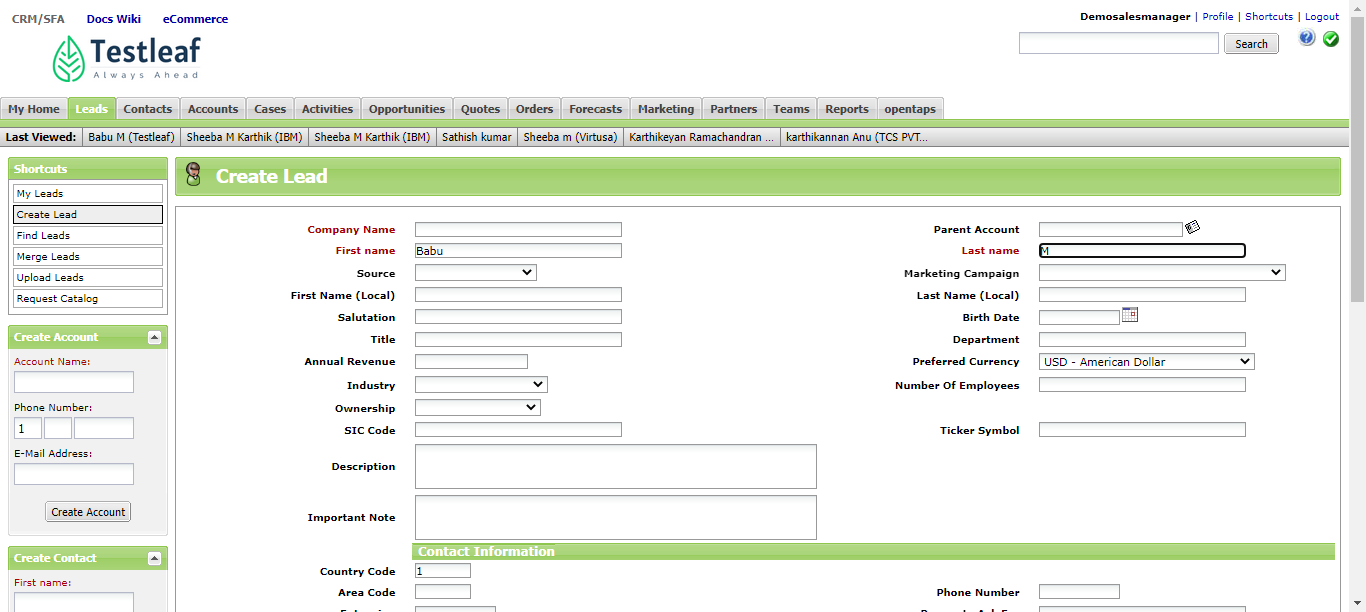 CRM/SFA Docs Wiki eCommerce
Demosalesmanager | Profile | Shortcuts | Logout
Testleaf
Always Ahead
Search
My Home Leads Contacts Accounts Cases Activities Opportunities Quotes Orders Forecasts Marketing Partners Teams Reports opentaps
Last Viewed: Babu M (Testleaf) Sheeba M Karthik (IBM) Sheeba M Karthik (IBM) Sathish kumar Sheeba m (Virtusa) Karthikeyan Ramachandran ... karthikannan Anu (TCS PVT...
Shortcuts
My Leads
Create Lead
Find Leads
Merge Leads
Upload Leads
Request Catalog
Create Account
Account Name:
Phone Number:
1
E-Mail Address:
Create Account
Create Contact
First name:
Create Lead
Company Name Parent Account
First name Babu Last name M
Source Marketing Campaign
First Name (Local) Last Name (Local)
Salutation Birth Date
Title Department
Annual Revenue Preferred Currency USD - American Dollar
Industry Number Of Employees
Ownership
SIC Code Ticker Symbol
Description
Important Note
Contact Information
Country Code 1
Area Code Phone Number